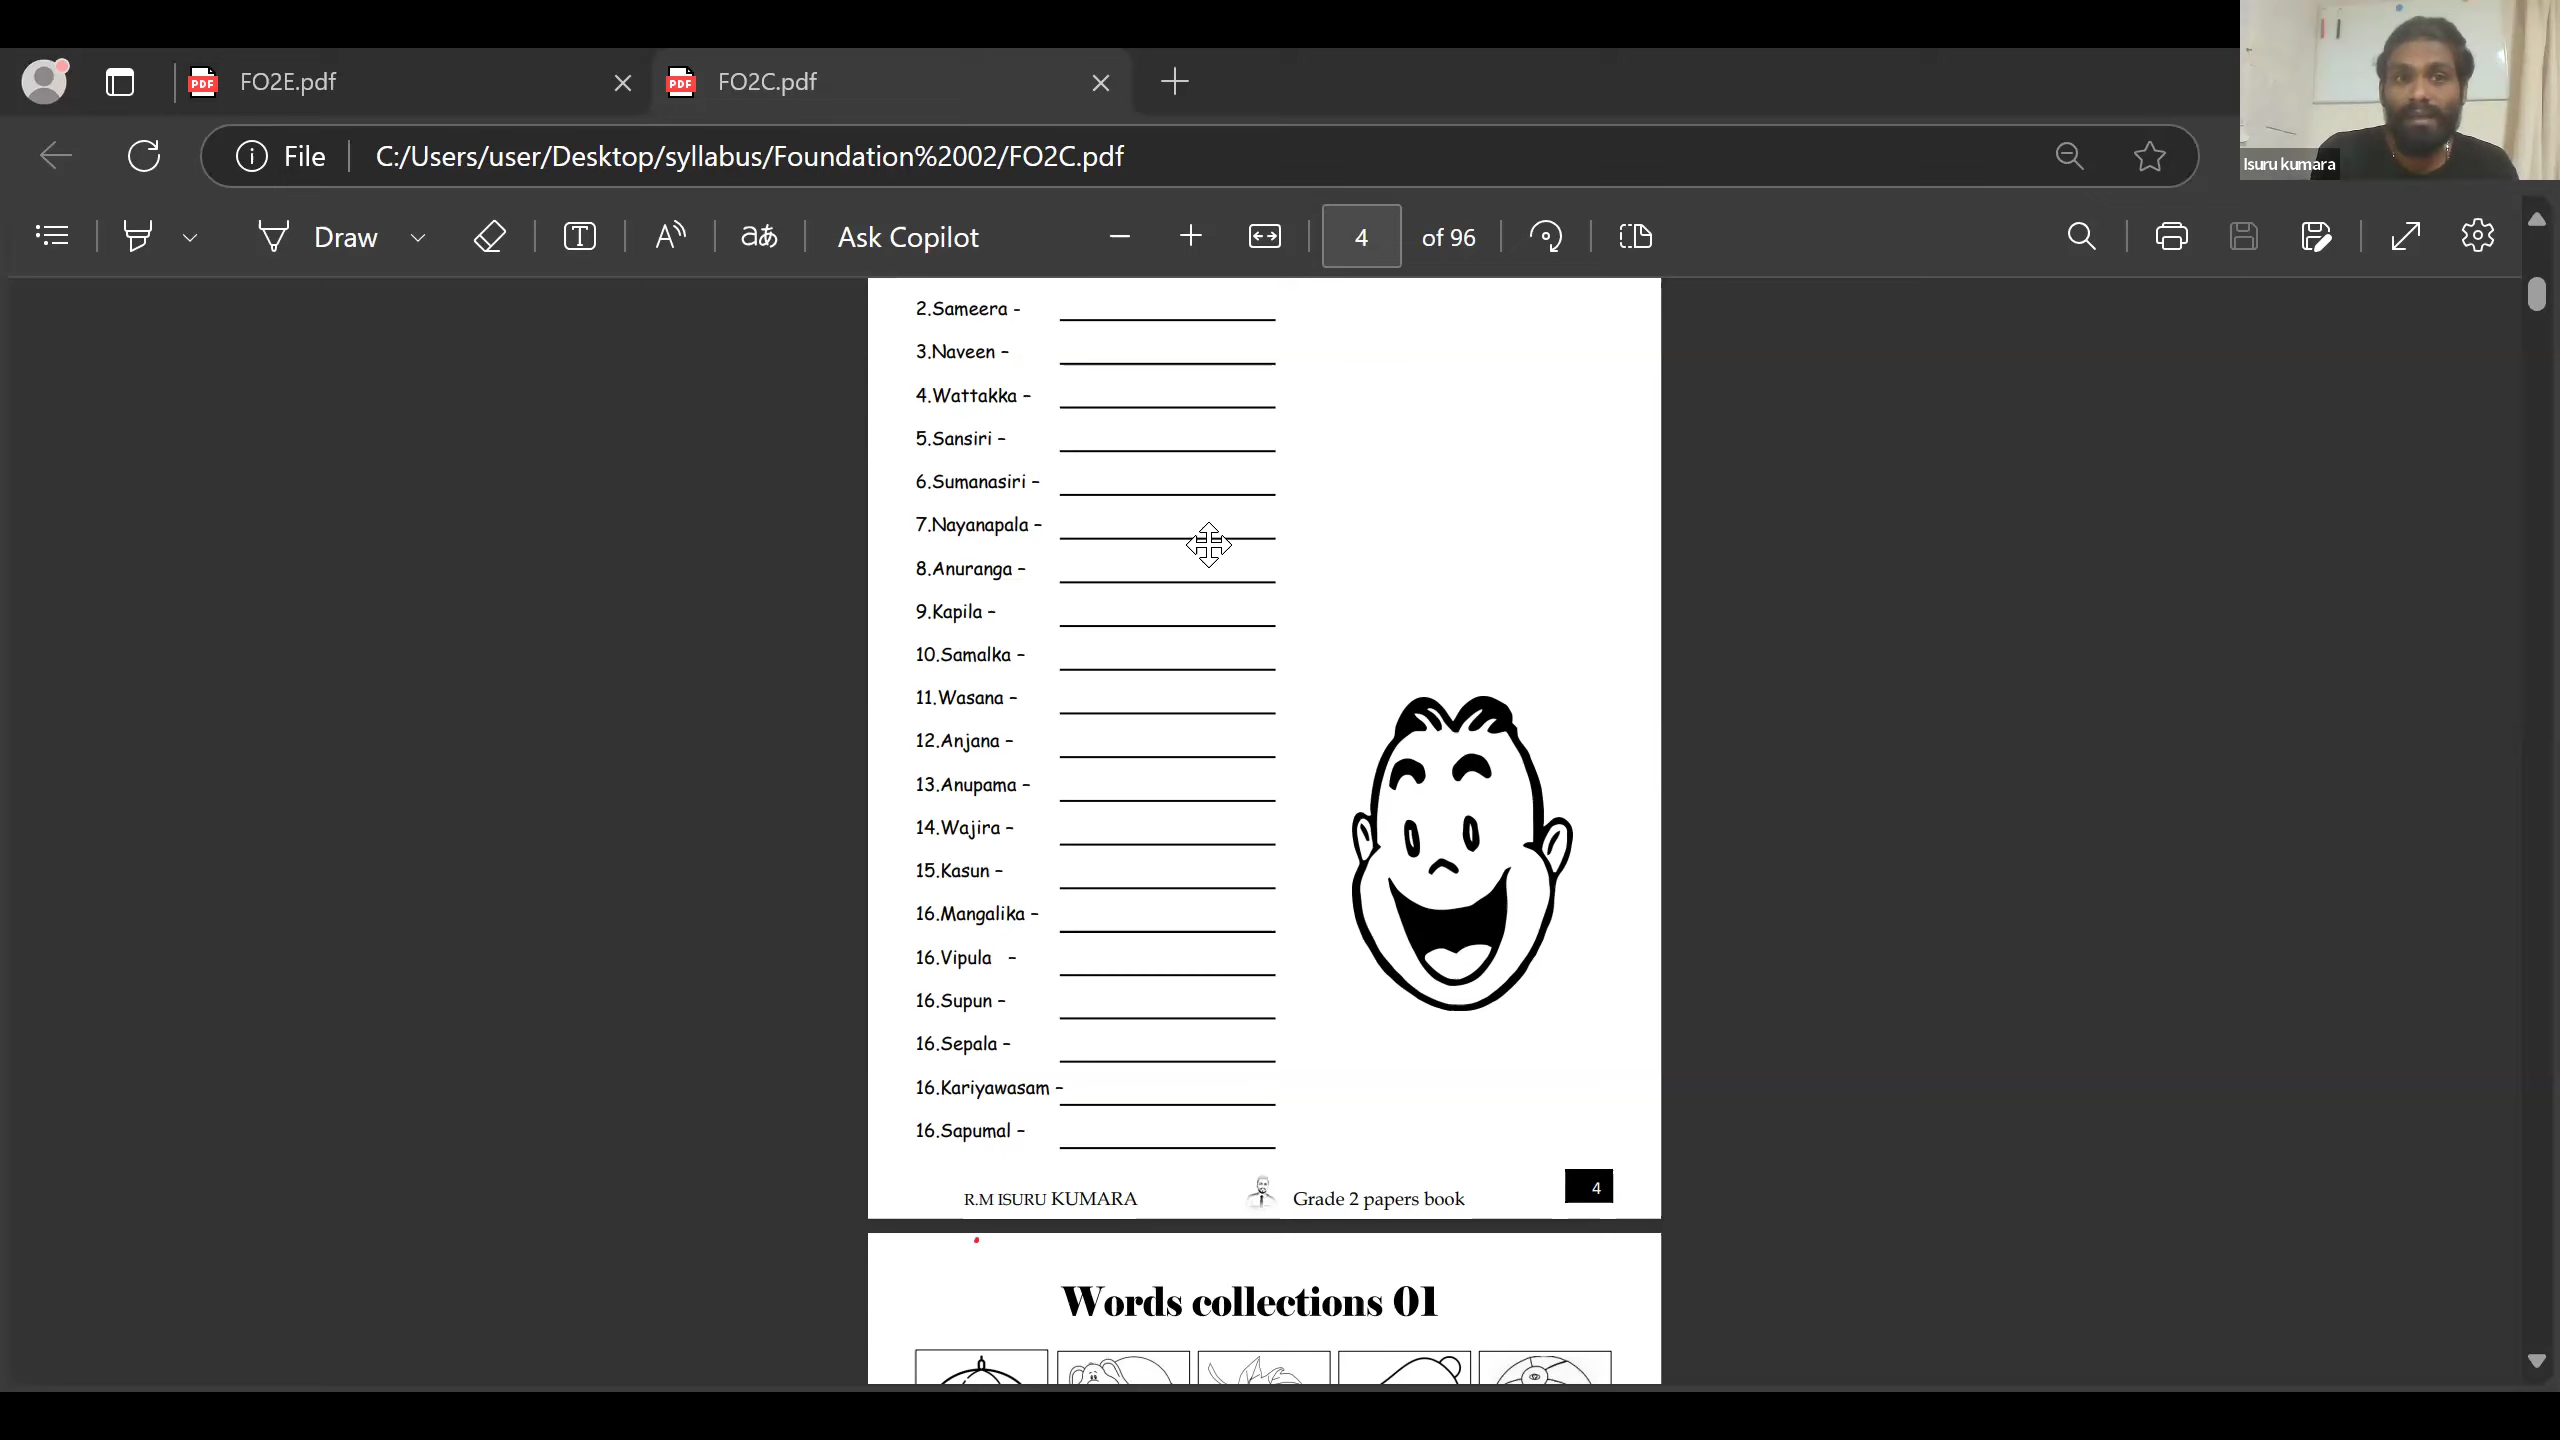 FO2E.pdf
FO2C.pdf
File
C:/Users/user/Desktop/syllabus/Foundation%2002/FO2C.pdf
Isuru kumara
Draw
aあ
Ask Copilot
4
of 96
2.Sameera -
3.Naveen –
4.Wattakka –
5.Sansiri –
6.Sumanasiri –
7.Nayanapala –
8.Anuranga –
9.Kapila –
10.Samalka –
11.Wasana –
12.Anjana –
13.Anupama –
14.Wajira –
15.Kasun –
16.Mangalika –
16.Vipula –
16.Supun –
16.Sepala –
16.Kariyawasam –
16.Sapumal –
R.M ISURU KUMARA
Grade 2 papers book
4
Words collections 01